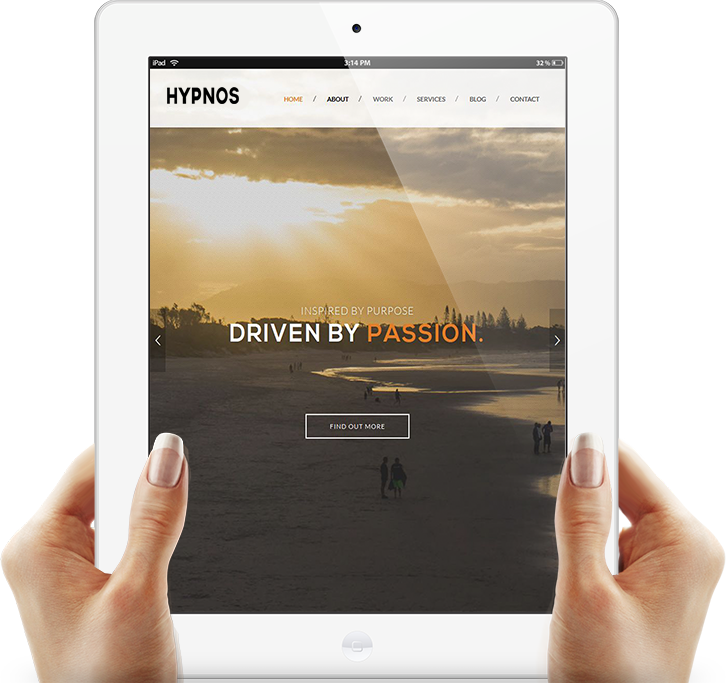 iPad 3:14 PM 32 %
HYPNOS HOME / ABOUT / WORK / SERVICES / BLOG / CONTACT
INSPIRED BY PURPOSE
DRIVEN BY PASSION.
FIND OUT MORE